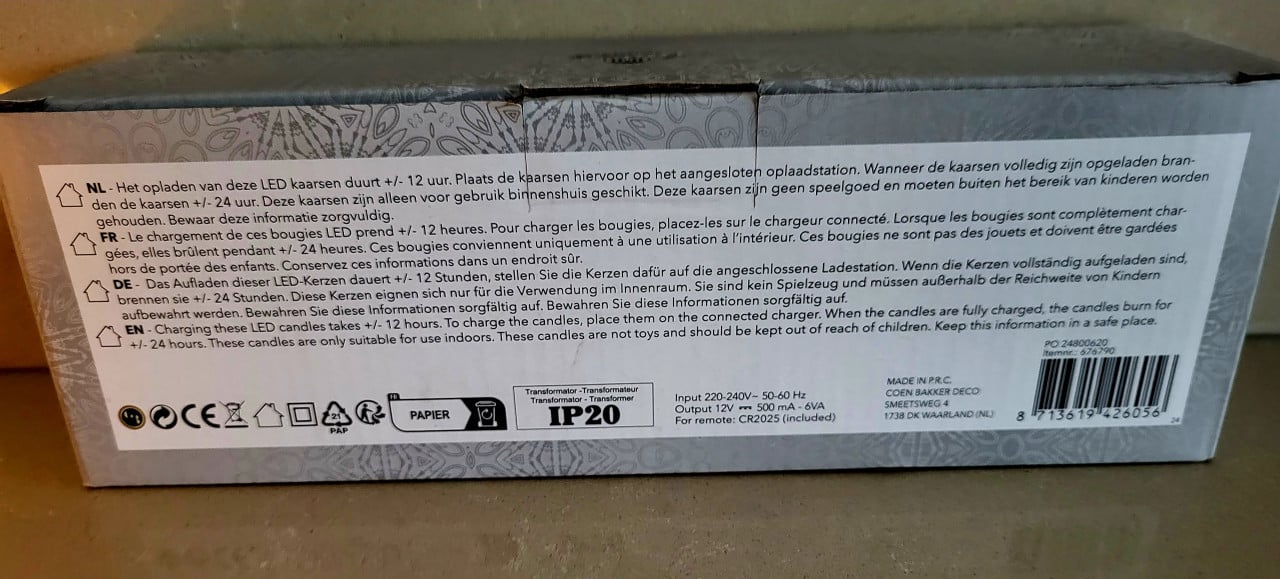 NL - Het opladen van deze LED kaarsen duurt +/- 12 uur. Plaats de kaarsen hiervoor op het aangesloten oplaadstation. Wanneer de kaarsen volledig zijn opgeladen bran-
den de kaarsen +/- 24 uur. Deze kaarsen zijn alleen voor gebruik binnenshuis geschikt. Deze kaarsen zijn geen speelgoed en moeten buiten het bereik van kinderen worden
gehouden. Bewaar deze informatie zorgvuldig.
FR - Le chargement de ces bougies LED prend +/- 12 heures. Pour charger les bougies, placez-les sur le chargeur connecté. Lorsque les bougies sont complètement char-
gées, elles brûlent pendant +/- 24 heures. Ces bougies conviennent uniquement à une utilisation à l'intérieur. Ces bougies ne sont pas des jouets et doivent être gardées
hors de portée des enfants. Conservez ces informations dans un endroit sûr.
DE - Das Aufladen dieser LED-Kerzen dauert +/- 12 Stunden, stellen Sie die Kerzen dafür auf die angeschlossene Ladestation. Wenn die Kerzen vollständig aufgeladen sind,
brennen sie +/- 24 Stunden. Diese Kerzen eignen sich nur für die Verwendung im Innenraum. Sie sind kein Spielzeug und müssen außerhalb der Reichweite von Kindern
aufbewahrt werden. Bewahren Sie diese Informationen sorgfältig auf. Bewahren Sie diese Informationen sorgfältig auf.
EN - Charging these LED candles takes +/- 12 hours. To charge the candles, place them on the connected charger. When the candles are fully charged, the candles burn for
+/- 24 hours. These candles are only suitable for use indoors. These candles are not toys and should be kept out of reach of children. Keep this information in a safe place.
CE
21
PAP
FR
PAPIER
Transformator -Transformateur
Transformator - Transformer
IP20
Input 220-240V~ 50-60 Hz
Output 12V ⎓ 500 mA - 6VA
For remote: CR2025 (included)
MADE IN P.R.C.
COEN BAKKER DECO
SMEETSWEG 4
1738 DK WAARLAND (NL)
PO 24800620
Itemnr.: 676790
8 713619 426056
24